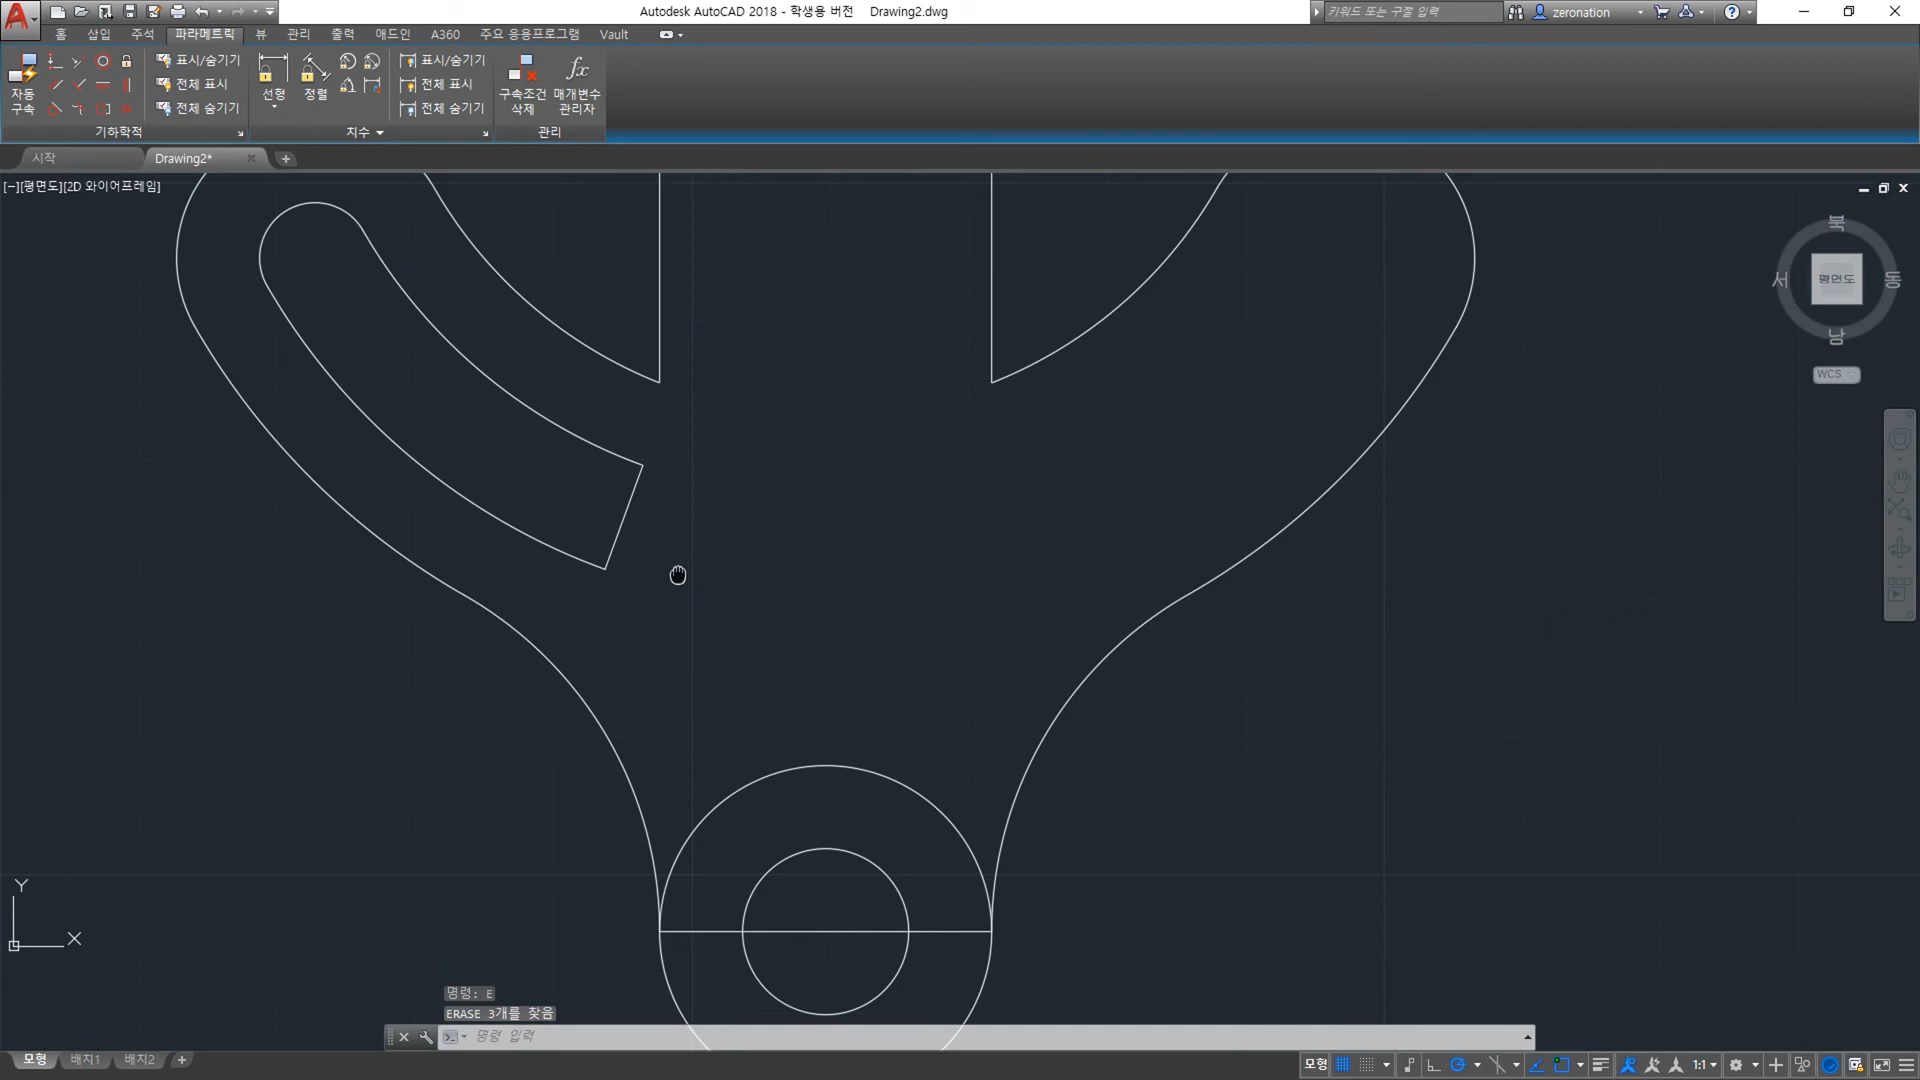 Autodesk AutoCAD 2018 - 학생용 버전 Drawing2.dwg
키워드 또는 구절 입력
zeronation
홈 삽입 주석 파라메트릭 뷰 관리 출력 애드인 A360 주요 응용프로그램 Vault
자동 구속
표시/숨기기
전체 표시
전체 숨기기
기하학적
선형
정렬
표시/숨기기
전체 표시
전체 숨기기
치수
구속조건 삭제
fx
매개변수 관리자
관리
시작 Drawing2*
[−][평면도][2D 와이어프레임]
북
서 평면도 동
남
WCS
Y
X
명령: E
ERASE 3개를 찾음
명령 입력
모형 배치1 배치2
모형 1:1